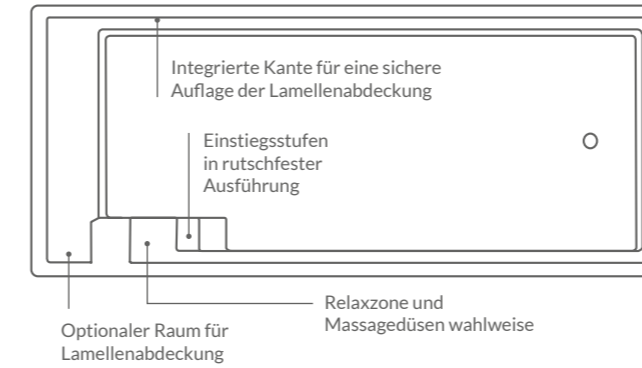 Integrierte Kante für eine sichere
Auflage der Lamellenabdeckung
Einstiegsstufen
in rutschfester
Ausführung
Relaxzone und
Massagedüsen wahlweise
Optionaler Raum für
Lamellenabdeckung